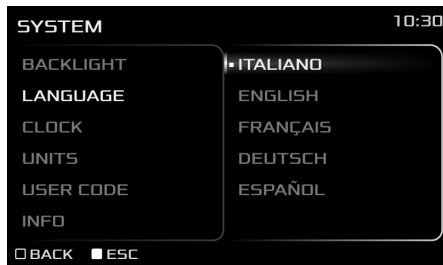 SYSTEM 10:30
BACKLIGHT
LANGUAGE
CLOCK
UNITS
USER CODE
INFO
ITALIANO
ENGLISH
FRANÇAIS
DEUTSCH
ESPAÑOL
BACK ESC